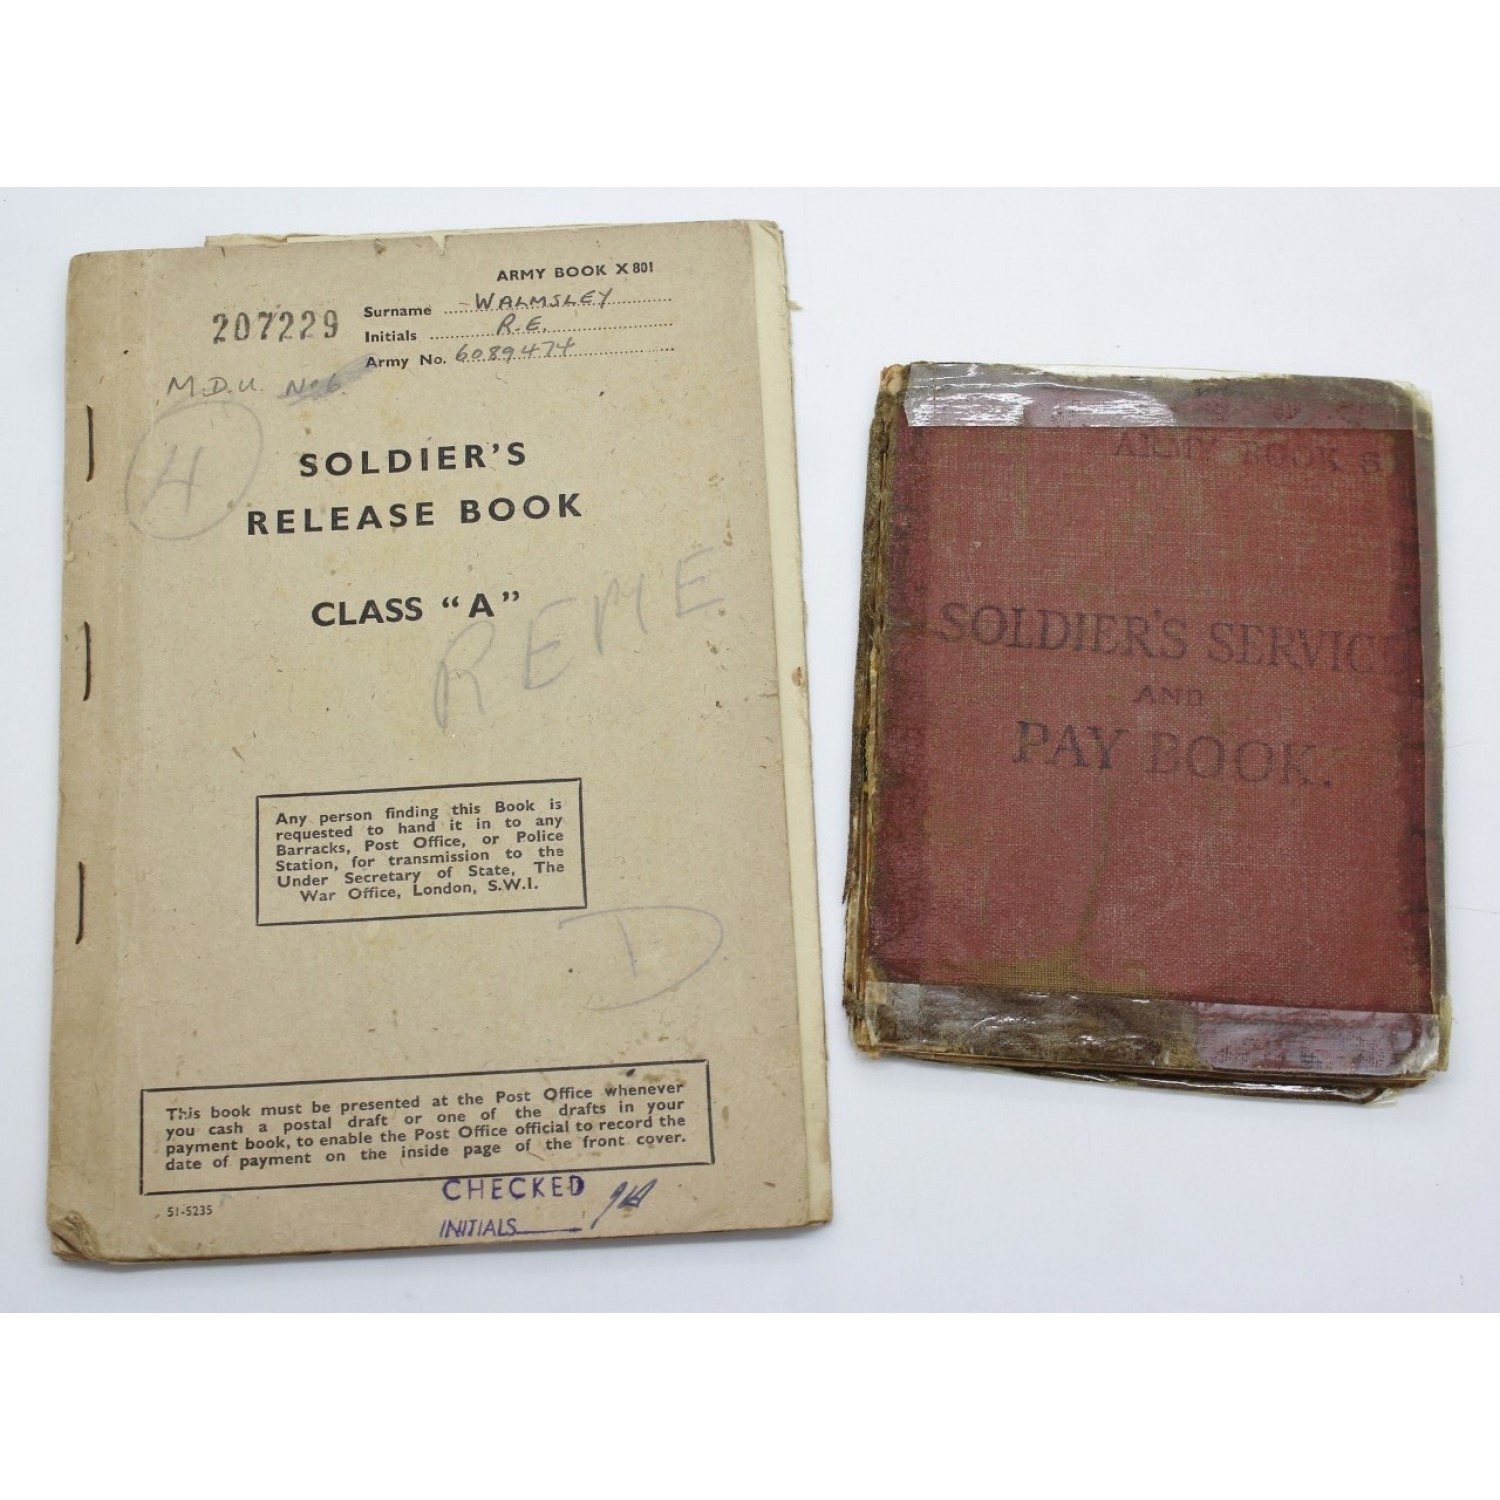 ARMY BOOK X 801
207229
Surname WALMSLEY
Initials R.E.
Army No. 6089474
M.D.U. No 6
4
SOLDIER'S
RELEASE BOOK
CLASS “A”
REME
Any person finding this Book is
requested to hand it in to any
Barracks, Post Office, or Police
Station, for transmission to the
Under Secretary of State, The
War Office, London, S.W.1.
D
This book must be presented at the Post Office whenever
you cash a postal draft or one of the drafts in your
payment book, to enable the Post Office official to record the
date of payment on the inside page of the front cover.
51-5235
CHECKED
INITIALS
ARMY BOOK
SOLDIER'S SERVICE
AND
PAY BOOK.